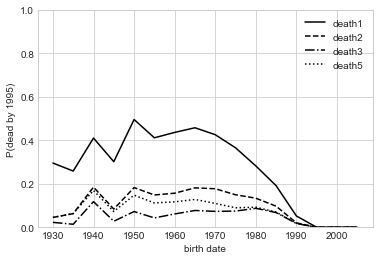 1.0
0.8
0.6
0.4
0.2
0.0
P(dead by 1995)
death1
death2
death3
death5
1930 1940 1950 1960 1970 1980 1990 2000
birth date